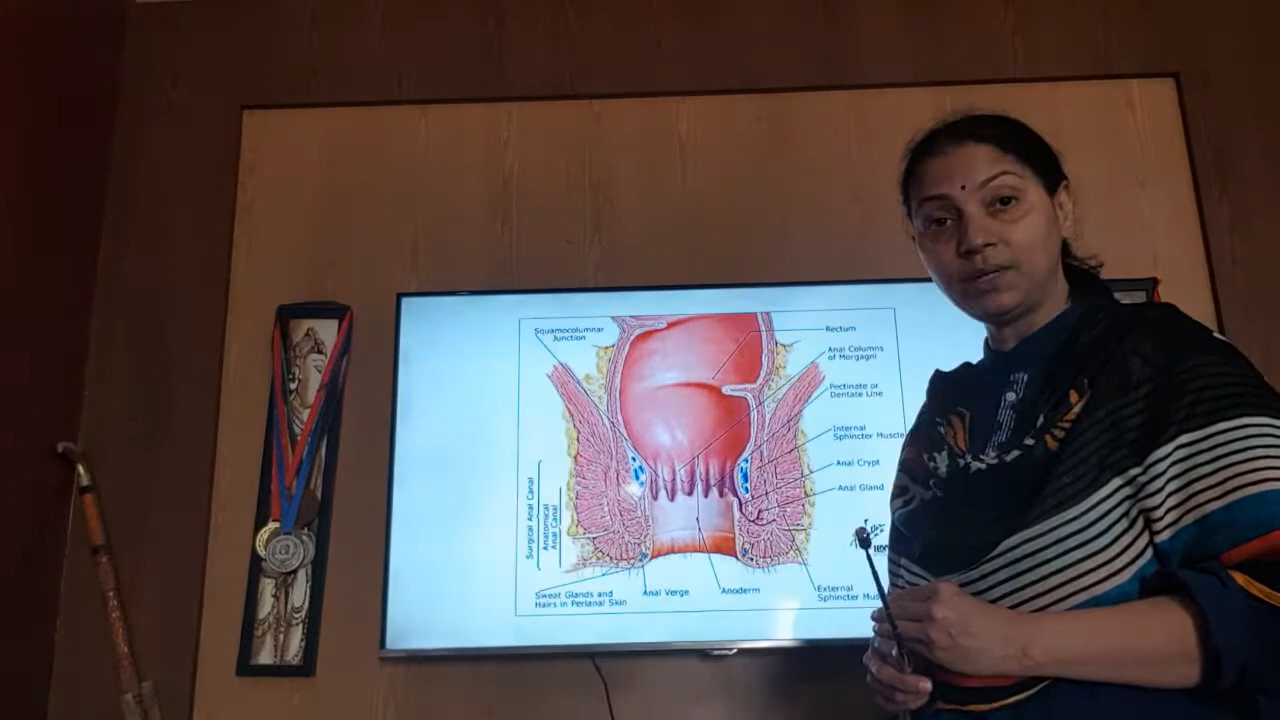 Squamocolumnar
Junction
Rectum
Anal Columns
of Morgagni
Pectinate or
Dentate Line
Internal
Sphincter Muscle
Anal Crypt
Anal Gland
Surgical Anal Canal
Anatomical
Anal Canal
Sweat Glands and
Hairs in Perianal Skin
Anal Verge
Anoderm
External
Sphincter